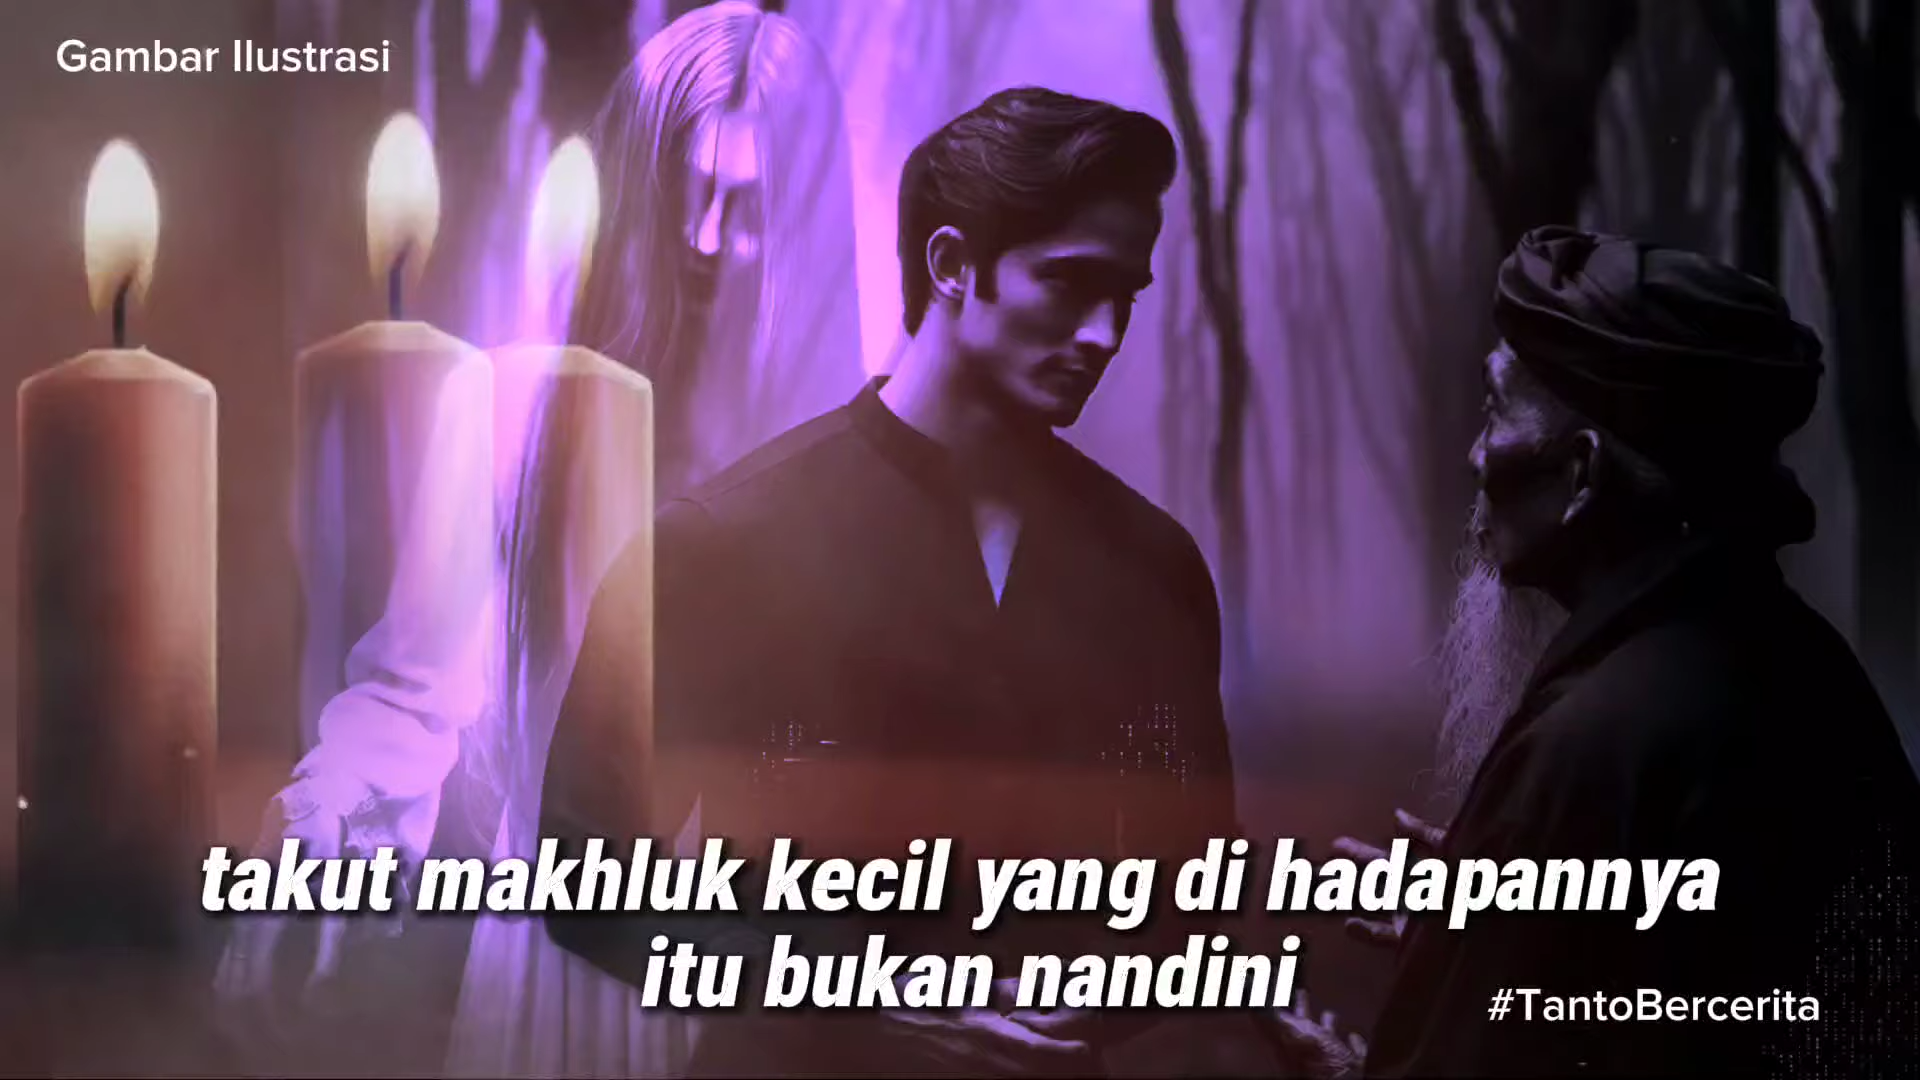 Gambar Ilustrasi
takut makhluk kecil yang di hadapannya
itu bukan nandini
#TantoBercerita